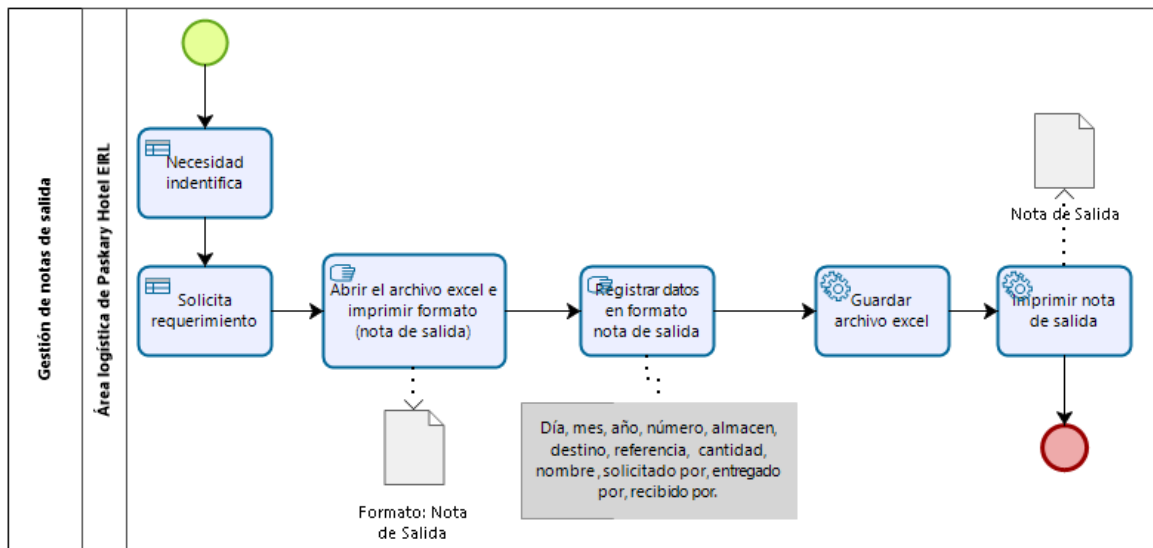 Gestión de notas de salida
Área logística de Paskary Hotel EIRL
Necesidad
indentifica
Solicita
requerimiento
Abrir el archivo excel e
imprimir formato
(nota de salida)
Formato: Nota
de Salida
Registrar datos
en formato
nota de salida
Día, mes, año, número, almacen,
destino, referencia, cantidad,
nombre, solicitado por, entregado
por, recibido por.
Guardar
archivo excel
Imprimir nota
de salida
Nota de Salida